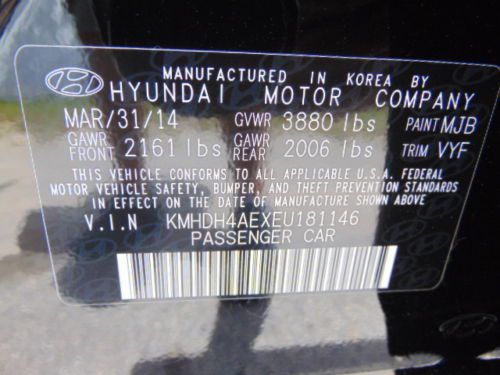 MANUFACTURED IN KOREA BY
HYUNDAI MOTOR COMPANY
MAR/31/14 GVWR 3880 lbs PAINT MJB
GAWR FRONT 2161 lbs GAWR REAR 2006 lbs TRIM VYF
THIS VEHICLE CONFORMS TO ALL APPLICABLE U.S.A. FEDERAL
MOTOR VEHICLE SAFETY, BUMPER, AND THEFT PREVENTION STANDARDS
IN EFFECT ON THE DATE OF MANUFACTURE SHOWN ABOVE.
V.I.N KMHDH4AEXEU181146
PASSENGER CAR